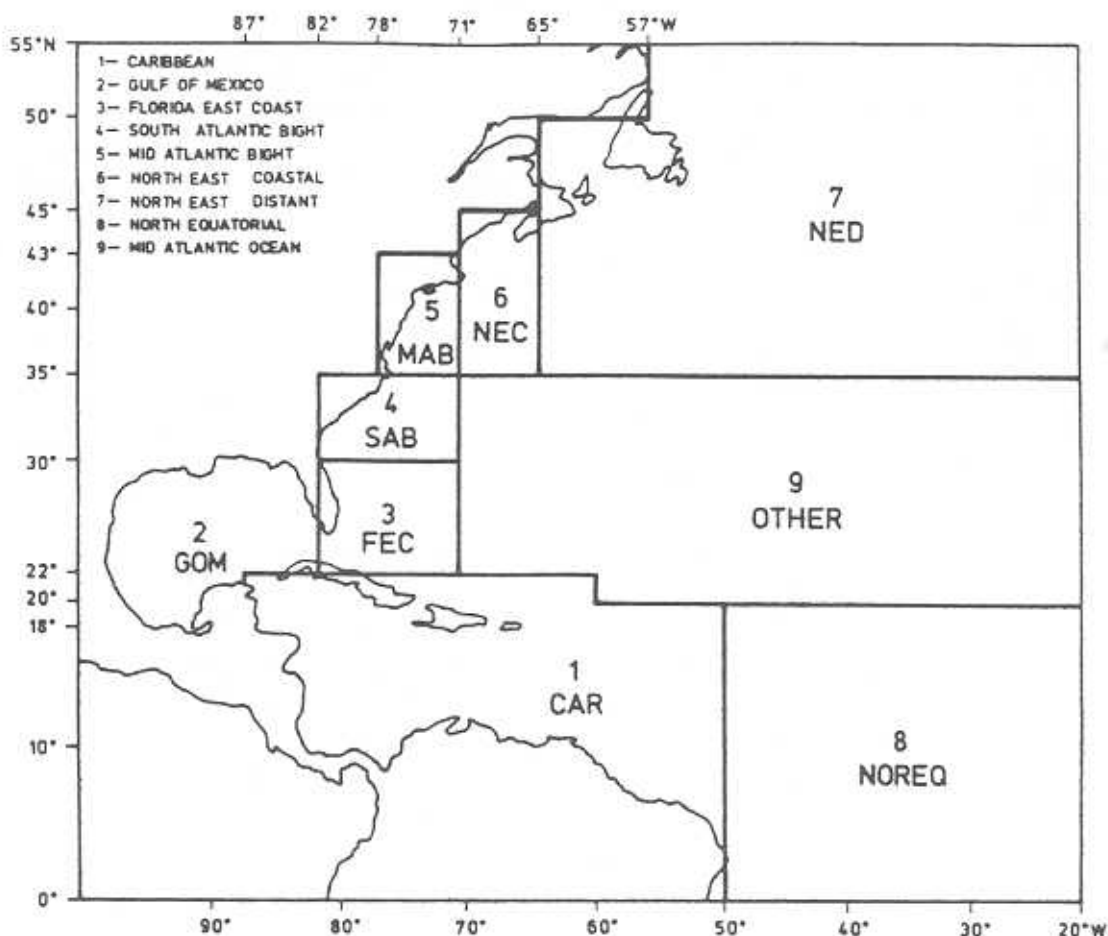 87° 82° 78° 71° 65° 57°W
55°N
1— CARIBBEAN
2— GULF OF MEXICO
3— FLORIDA EAST COAST
4— SOUTH ATLANTIC BIGHT
5— MID ATLANTIC BIGHT
6— NORTH EAST COASTAL
7— NORTH EAST DISTANT
8— NORTH EQUATORIAL
9— MID ATLANTIC OCEAN
50°
45°
43°
40°
35°
30°
22°
20°
18°
10°
0°
7
NED
6
NEC
5
MAB
4
SAB
9
OTHER
3
FEC
2
GOM
1
CAR
8
NOREQ
90° 80° 70° 60° 50° 40° 30° 20°W